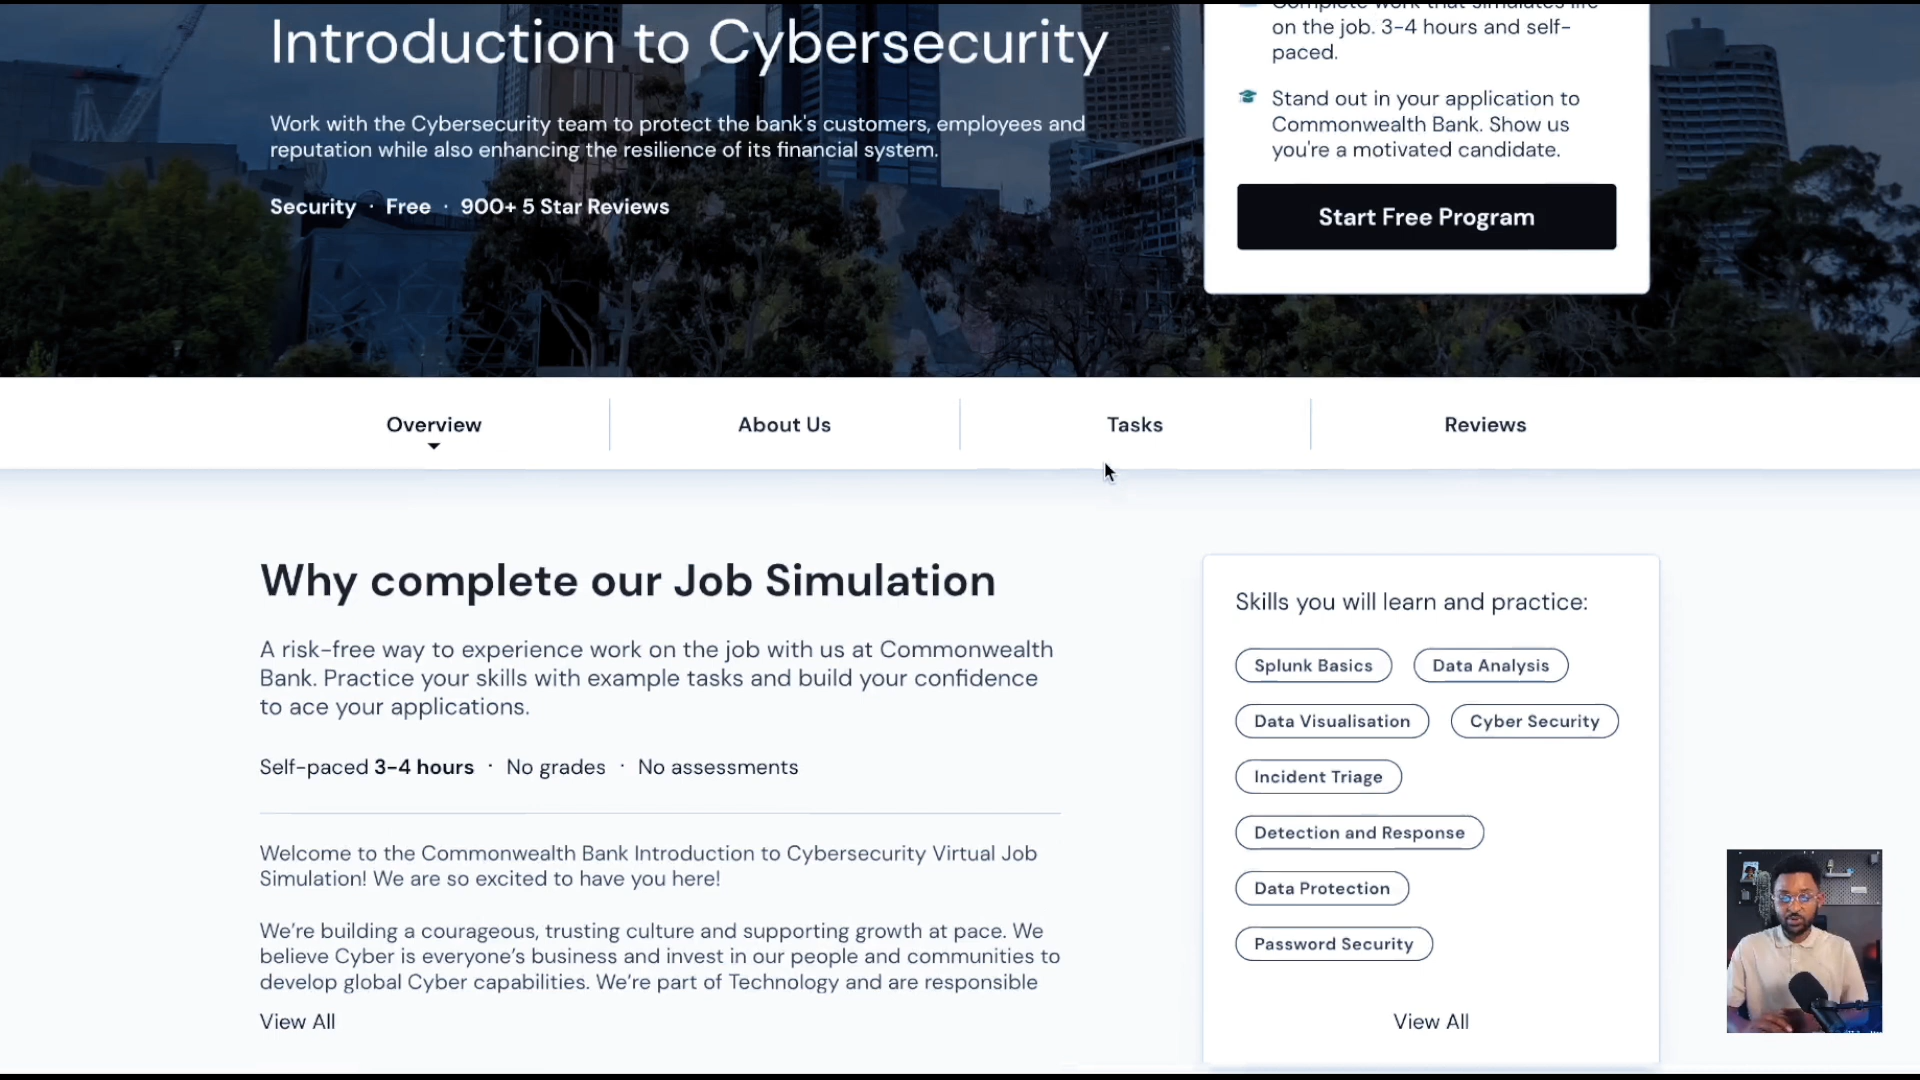 Introduction to Cybersecurity
Work with the Cybersecurity team to protect the bank's customers, employees and
reputation while also enhancing the resilience of its financial system.
Security · Free · 900+ 5 Star Reviews
Complete work that simulates life
on the job. 3-4 hours and self-
paced.
Stand out in your application to
Commonwealth Bank. Show us
you're a motivated candidate.
Start Free Program
Overview
About Us
Tasks
Reviews
Why complete our Job Simulation
A risk-free way to experience work on the job with us at Commonwealth
Bank. Practice your skills with example tasks and build your confidence
to ace your applications.
Self-paced 3-4 hours · No grades · No assessments
Welcome to the Commonwealth Bank Introduction to Cybersecurity Virtual Job
Simulation! We are so excited to have you here!
We're building a courageous, trusting culture and supporting growth at pace. We
believe Cyber is everyone's business and invest in our people and communities to
develop global Cyber capabilities. We're part of Technology and are responsible
View All
Skills you will learn and practice:
Splunk Basics
Data Analysis
Data Visualisation
Cyber Security
Incident Triage
Detection and Response
Data Protection
Password Security
View All